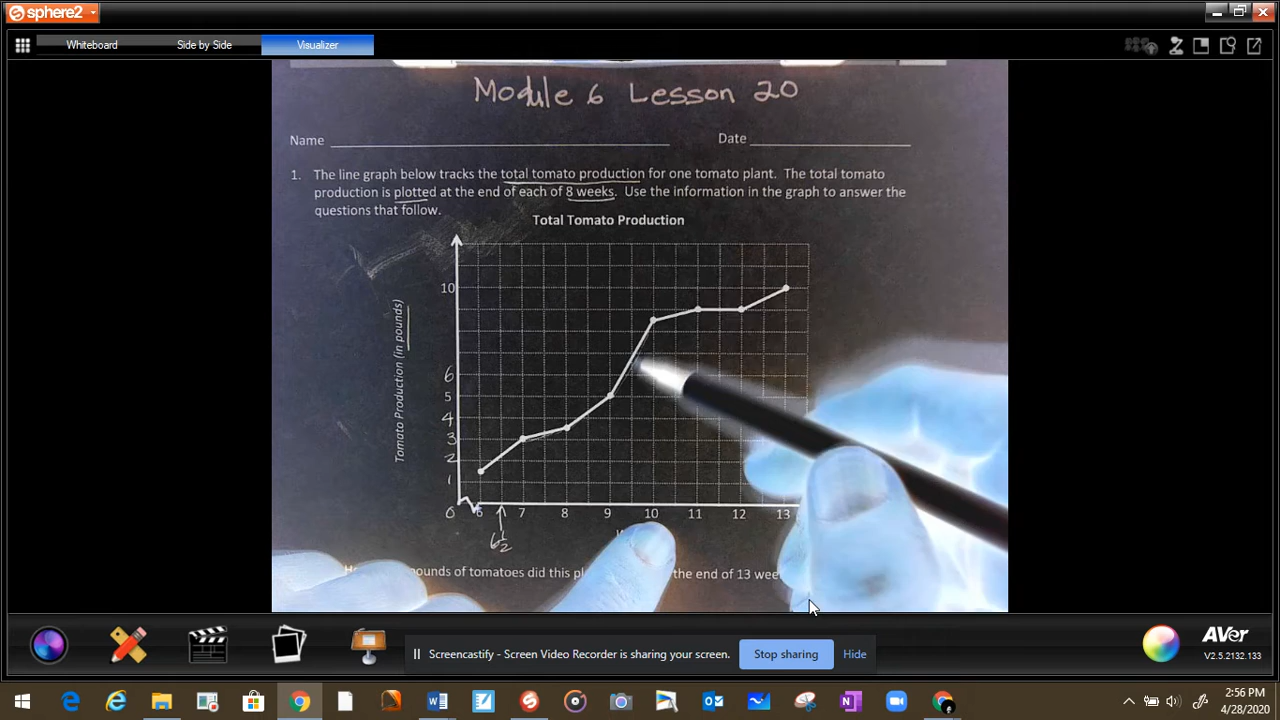 sphere2
Whiteboard Side by Side Visualizer
Module 6 Lesson 20
Name Date
1. The line graph below tracks the total tomato production for one tomato plant. The total tomato
production is plotted at the end of each of 8 weeks. Use the information in the graph to answer the
questions that follow.
Total Tomato Production
Tomato Production (in pounds)
10
6
5
4
3
2
1
0 6 7 8 9 10 11 12 13
6 1/2
pounds of tomatoes did this the end of 13
Screencastify - Screen Video Recorder is sharing your screen. Stop sharing Hide
AVer
V2.5.2132.133
2:56 PM
4/28/2020